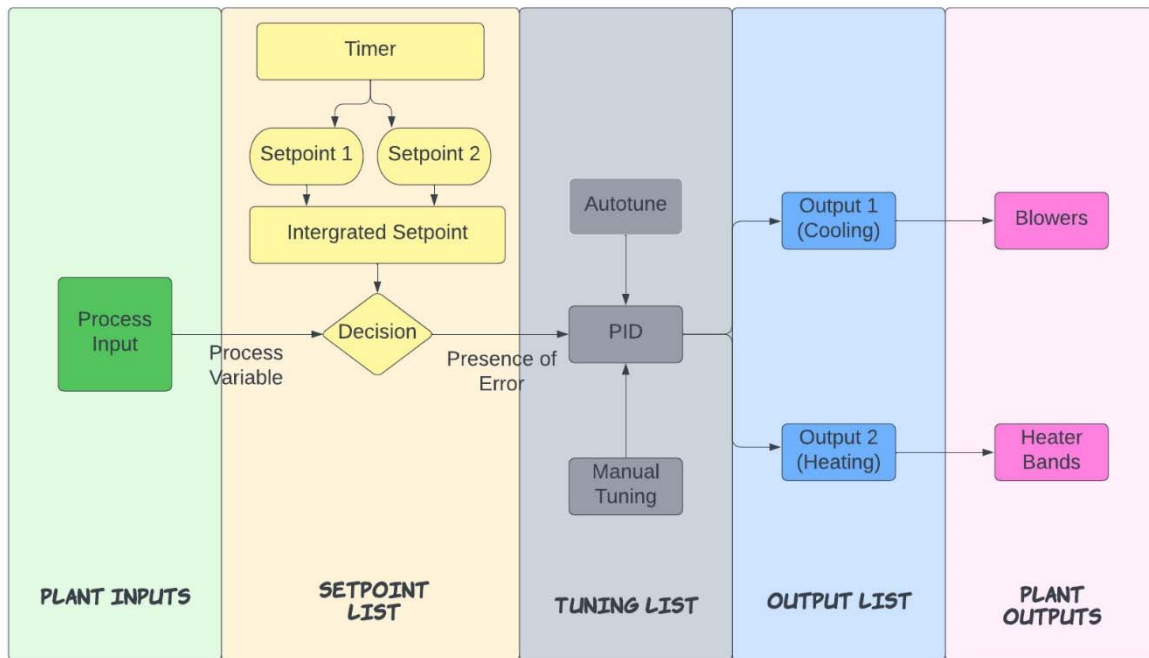 Timer
Setpoint 1
Setpoint 2
Intergrated Setpoint
Process
Input
Process
Variable
Decision
Presence of
Error
Autotune
PID
Manual
Tuning
Output 1
(Cooling)
Output 2
(Heating)
Blowers
Heater
Bands
PLANT INPUTS
SETPOINT
LIST
TUNING LIST
OUTPUT LIST
PLANT
OUTPUTS